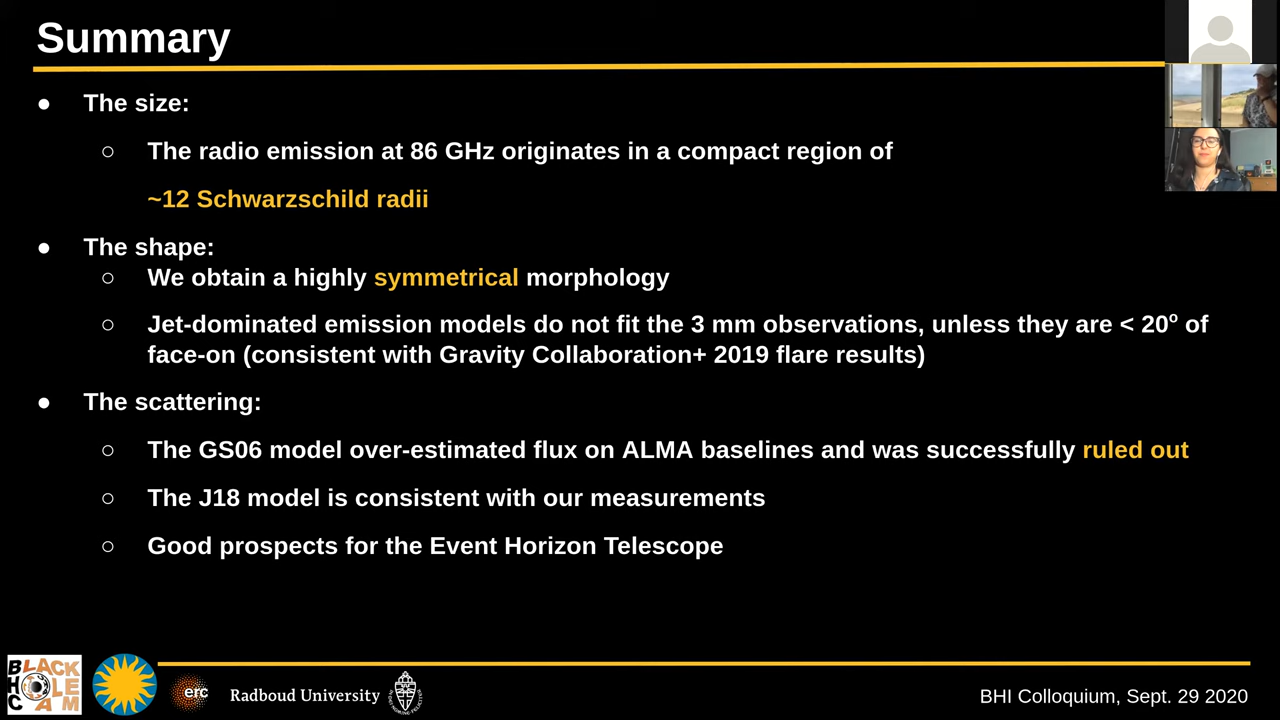 Summary
● The size:
○ The radio emission at 86 GHz originates in a compact region of
~12 Schwarzschild radii
● The shape:
○ We obtain a highly symmetrical morphology
○ Jet-dominated emission models do not fit the 3 mm observations, unless they are < 20º of
face-on (consistent with Gravity Collaboration+ 2019 flare results)
● The scattering:
○ The GS06 model over-estimated flux on ALMA baselines and was successfully ruled out
○ The J18 model is consistent with our measurements
○ Good prospects for the Event Horizon Telescope
BLACK
HOLE
CAM
erc
Radboud University
BHI Colloquium, Sept. 29 2020